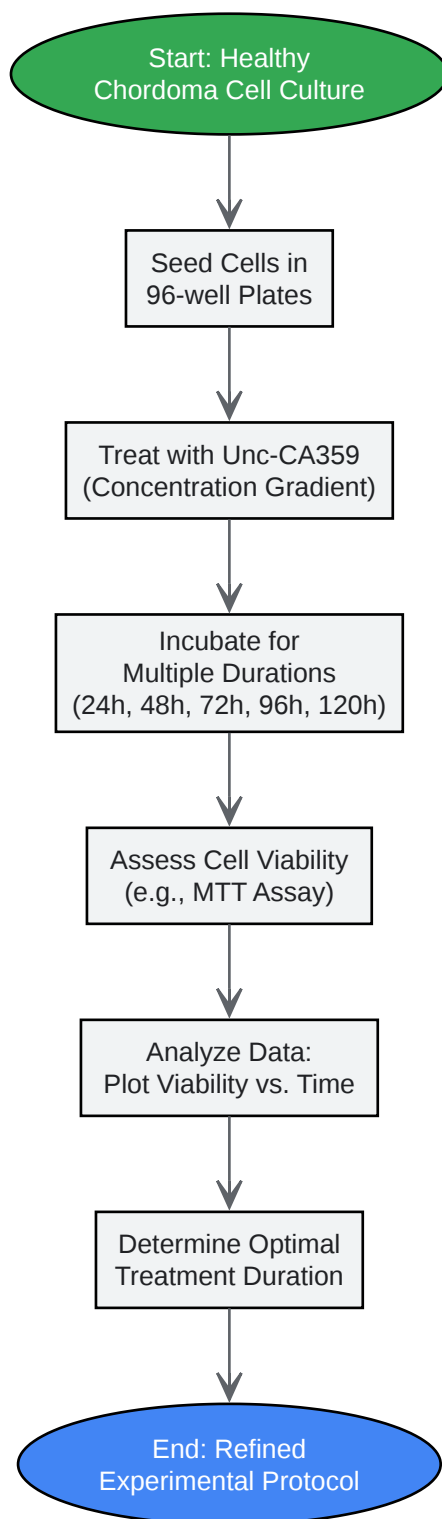 Start: Healthy
Chordoma Cell Culture
Seed Cells in
96-well Plates
Treat with Unc-CA359
(Concentration Gradient)
Incubate for
Multiple Durations
(24h, 48h, 72h, 96h, 120h)
Assess Cell Viability
(e.g., MTT Assay)
Analyze Data:
Plot Viability vs. Time
Determine Optimal
Treatment Duration
End: Refined
Experimental Protocol